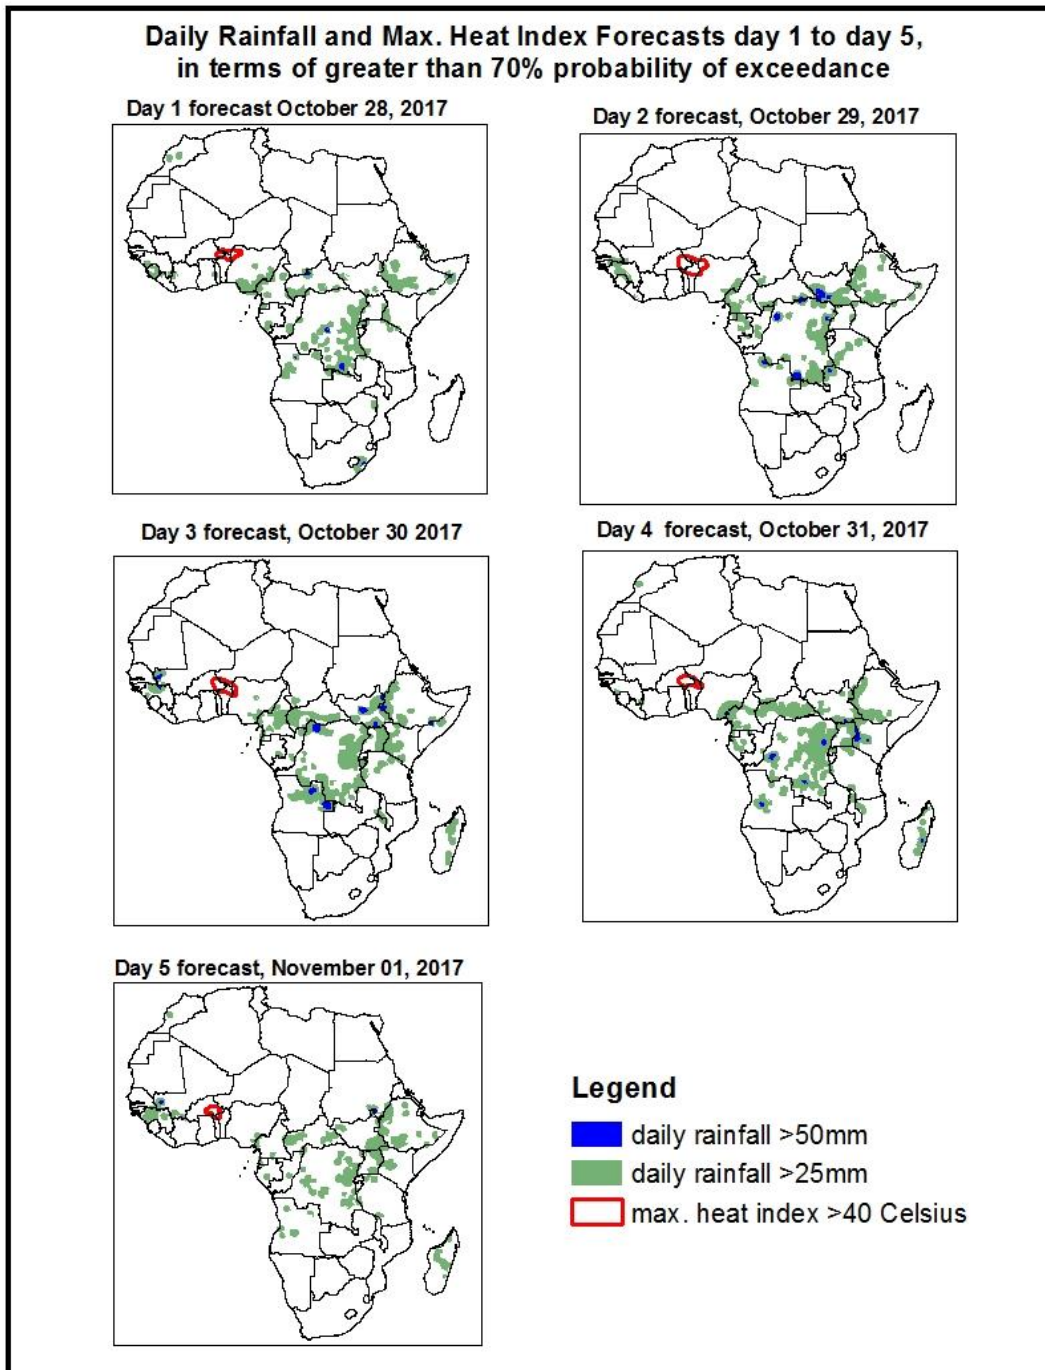 Daily Rainfall and Max. Heat Index Forecasts day 1 to day 5,
in terms of greater than 70% probability of exceedance
Day 1 forecast October 28, 2017
Day 2 forecast, October 29, 2017
Day 3 forecast, October 30 2017
Day 4 forecast, October 31, 2017
Day 5 forecast, November 01, 2017
Legend
daily rainfall >50mm
daily rainfall >25mm
max. heat index >40 Celsius